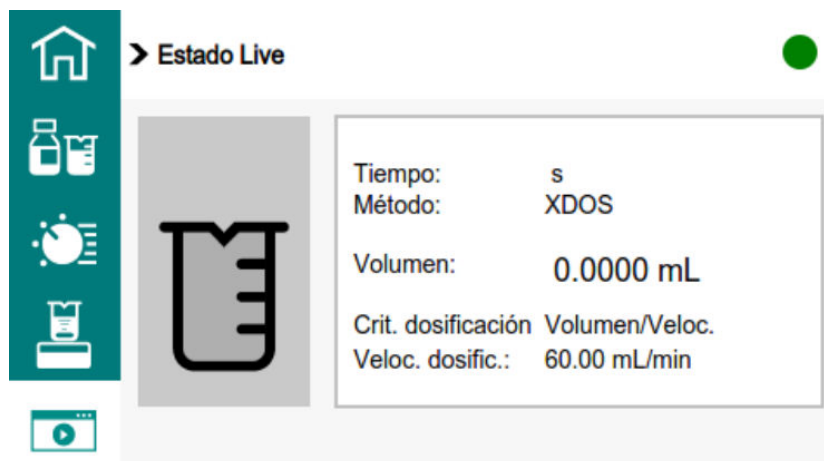 Estado Live
Tiempo: s
Método: XDOS
Volumen: 0.0000 mL
Crit. dosificación Volumen/Veloc.
Veloc. dosific.: 60.00 mL/min